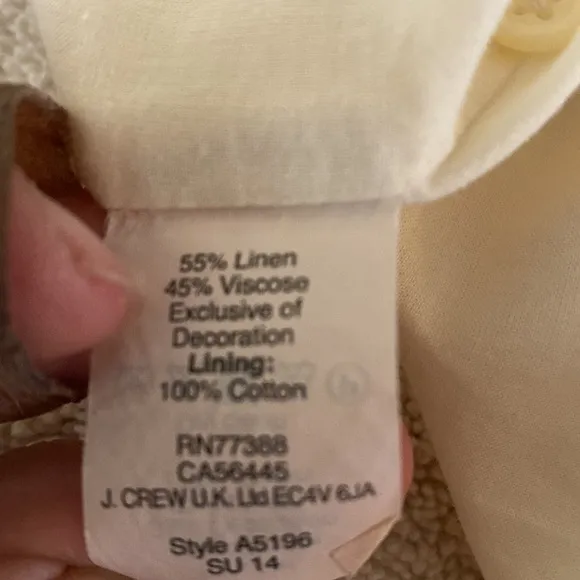 55% Linen
45% Viscose
Exclusive of
Decoration
Lining:
100% Cotton
RN77388
CA56445
J. CREW U.K. Ltd EC4V 6JA
Style A5196
SU 14